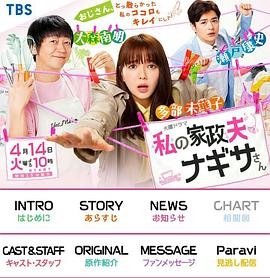 TBS
おじさん、
とっ散らかった
私のココロも
キレイにして♪
大森南朋
瀬戸康史
多部未華子
火曜ドラマ
私の家政夫
ナギサさん
4月14日
火曜よる10時
INTRO
はじめに
STORY
あらすじ
NEWS
お知らせ
CHART
相関図
CAST&STAFF
キャスト・スタッフ
ORIGINAL
原作紹介
MESSAGE
ファンメッセージ
Paravi
見逃し配信